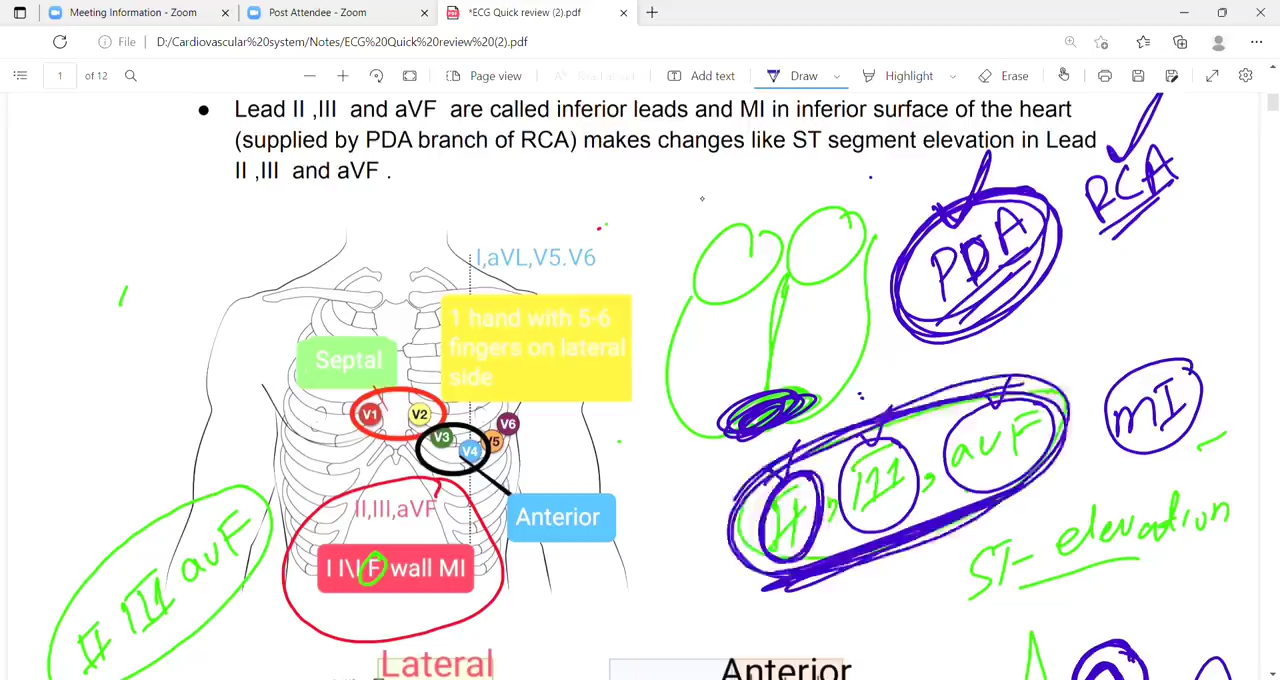 Meeting Information - Zoom
Post Attendee - Zoom
*ECG Quick review (2).pdf
File
D:/Cardiovascular%20system/Notes/ECG%20Quick%20review%20(2).pdf
1 of 12
Page view
Read aloud
Add text
Draw
Highlight
Erase
● Lead II ,III and aVF are called inferior leads and MI in inferior surface of the heart
(supplied by PDA branch of RCA) makes changes like ST segment elevation in Lead
II ,III and aVF .
RCA
PDA
I,aVL,V5.V6
1 hand with 5-6
fingers on lateral
side
Septal
V1
V2
V3
V4
V5
V6
MI
II, III, avF
II,III,aVF
Anterior
ST- elevation
I I\I F wall MI
II III avF
Lateral
Anterior